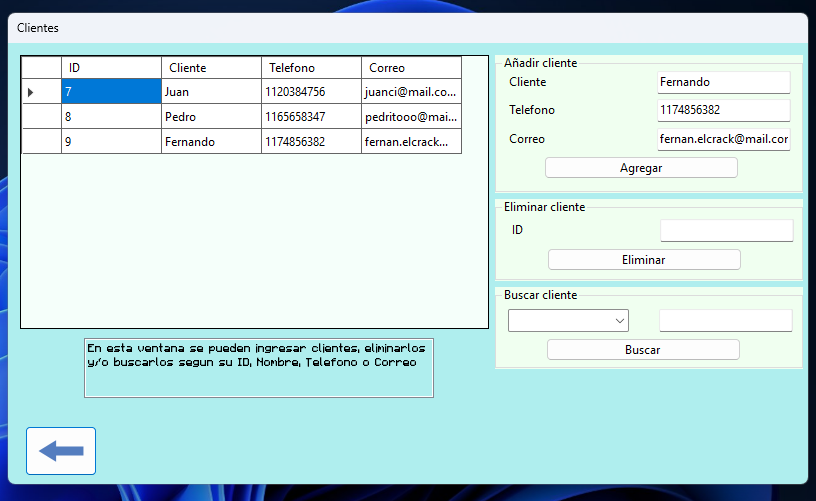 Clientes
ID Cliente Telefono Correo
7 Juan 1120384756 juanci@mail.co...
8 Pedro 1165658347 pedritooo@mai...
9 Fernando 1174856382 fernan.elcrack...
En esta ventana se pueden ingresar clientes, eliminarlos
y/o buscarlos segun su ID, Nombre, Telefono o Correo
Añadir cliente
Cliente Fernando
Telefono 1174856382
Correo fernan.elcrack@mail.cor
Agregar
Eliminar cliente
ID
Eliminar
Buscar cliente
Buscar